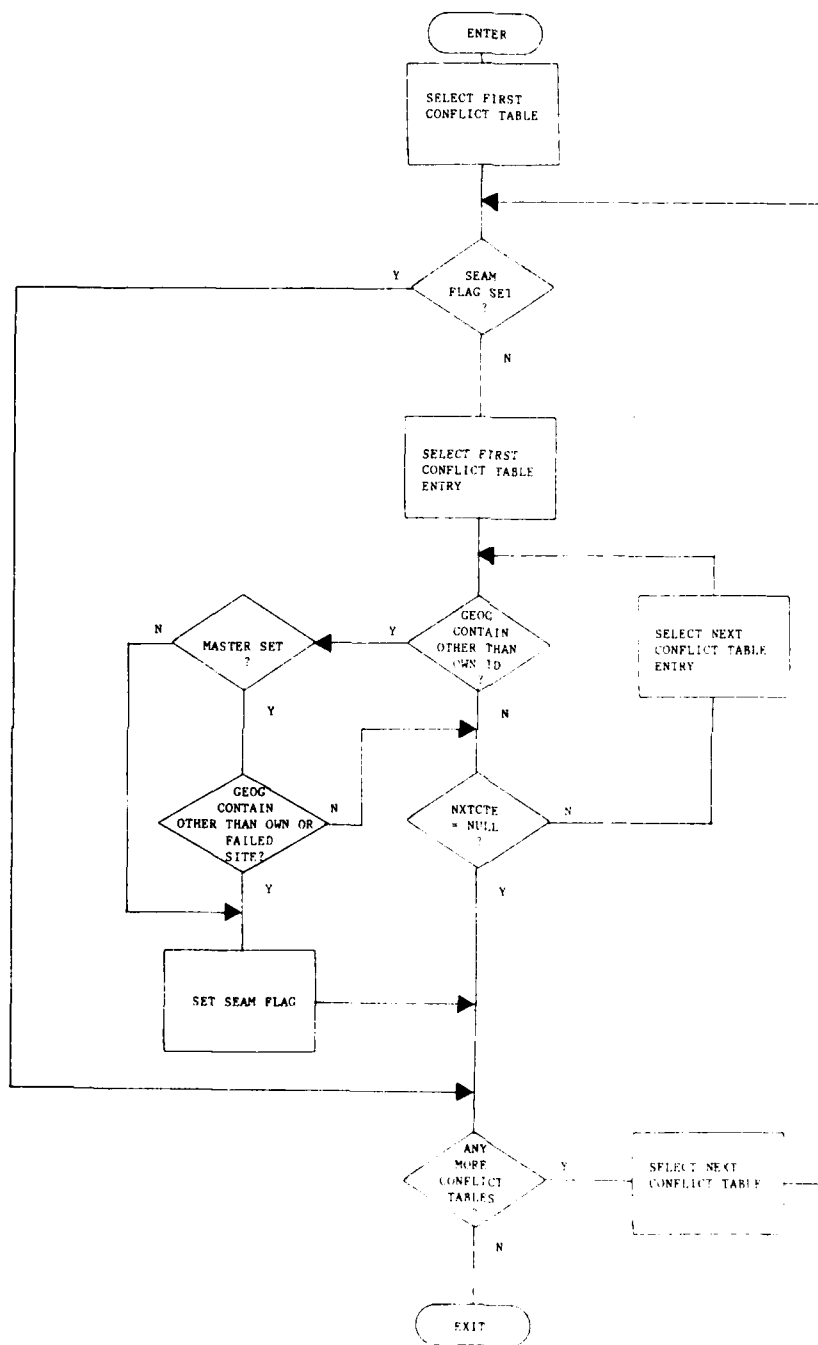 ENTER
SELECT FIRST
CONFLICT TABLE
Y
SEAM
FLAG SET
?
N
SELECT FIRST
CONFLICT TABLE
ENTRY
N
MASTER SET
?
Y
Y
GEOG
CONTAIN
OTHER THAN
OWN ID
?
N
SELECT NEXT
CONFLICT TABLE
ENTRY
GEOG
CONTAIN
OTHER THAN OWN OR
FAILED
SITE?
N
Y
NXTCTE
= NULL
?
N
Y
SET SEAM FLAG
ANY
MORE
CONFLICT
TABLES
?
Y
N
SELECT NEXT
CONFLICT TABLE
EXIT